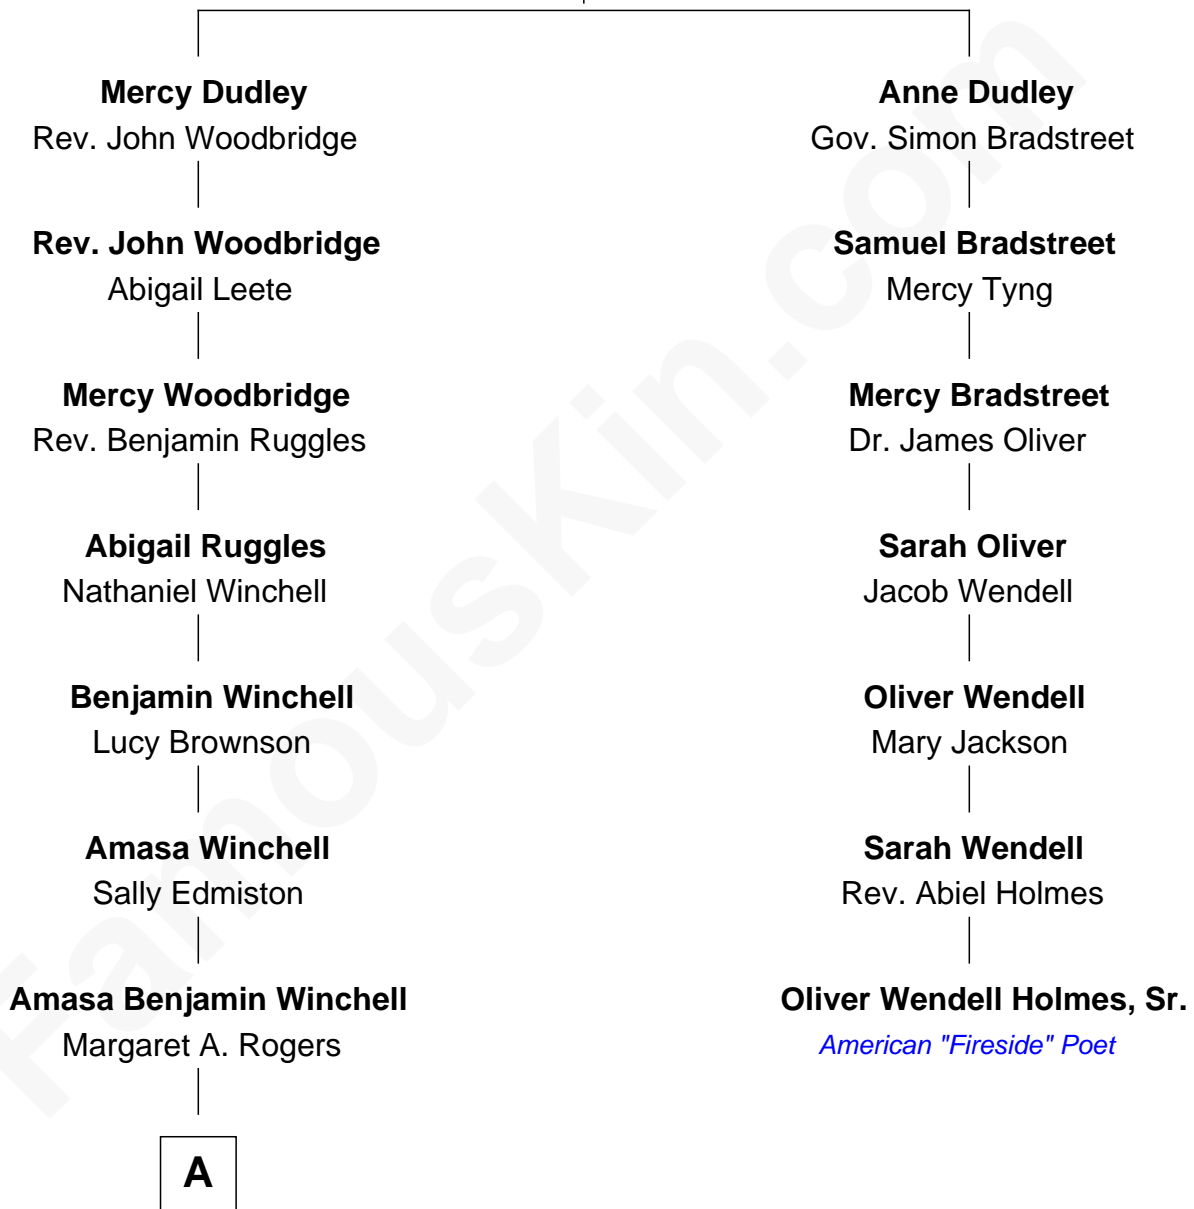 Mercy Dudley
Rev. John Woodbridge
Rev. John Woodbridge
Abigail Leete
Mercy Woodbridge
Rev. Benjamin Ruggles
Abigail Ruggles
Nathaniel Winchell
Benjamin Winchell
Lucy Brownson
Amasa Winchell
Sally Edmiston
Amasa Benjamin Winchell
Margaret A. Rogers
A
Anne Dudley
Gov. Simon Bradstreet
Samuel Bradstreet
Mercy Tyng
Mercy Bradstreet
Dr. James Oliver
Sarah Oliver
Jacob Wendell
Oliver Wendell
Mary Jackson
Sarah Wendell
Rev. Abiel Holmes
Oliver Wendell Holmes, Sr.
American "Fireside" Poet
FamousKin.com